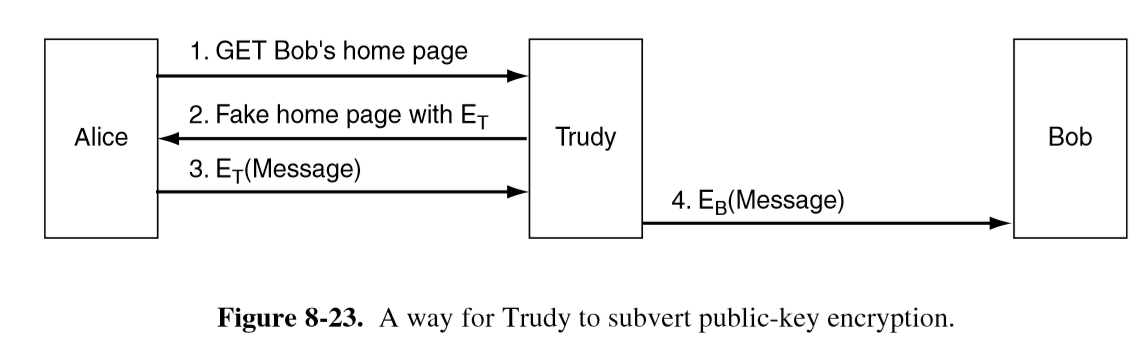 1. GET Bob's home page
2. Fake home page with E_T
Alice
Trudy
Bob
3. E_T(Message)
4. E_B(Message)
Figure 8-23. A way for Trudy to subvert public-key encryption.